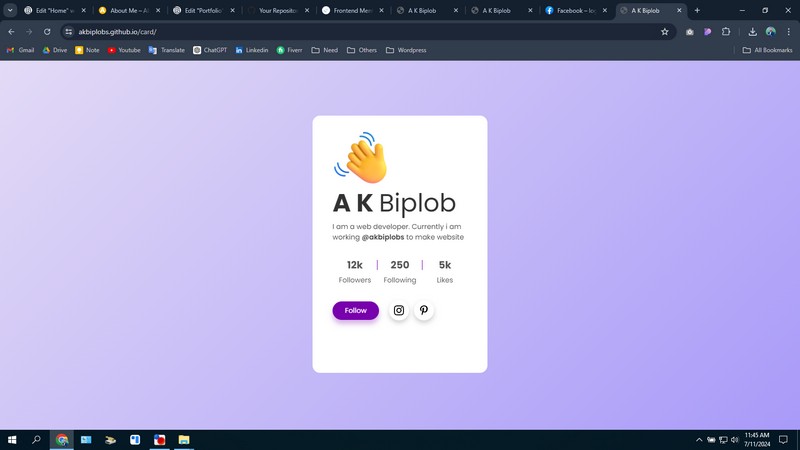 Edit "Home" w
About Me – Al
Edit "Portfolio
Your Reposito
Frontend Men
A K Biplob
A K Biplob
Facebook – lo
A K Biplob
akbiplobs.github.io/card/
Gmail
Drive
Note
Youtube
Translate
ChatGPT
Linkedin
Fiverr
Need
Others
Wordpress
All Bookmarks
A K Biplob
I am a web developer. Currently i am
working @akbiplobs to make website
12k 250 5k
Followers Following Likes
Follow
11:45 AM
7/11/2024